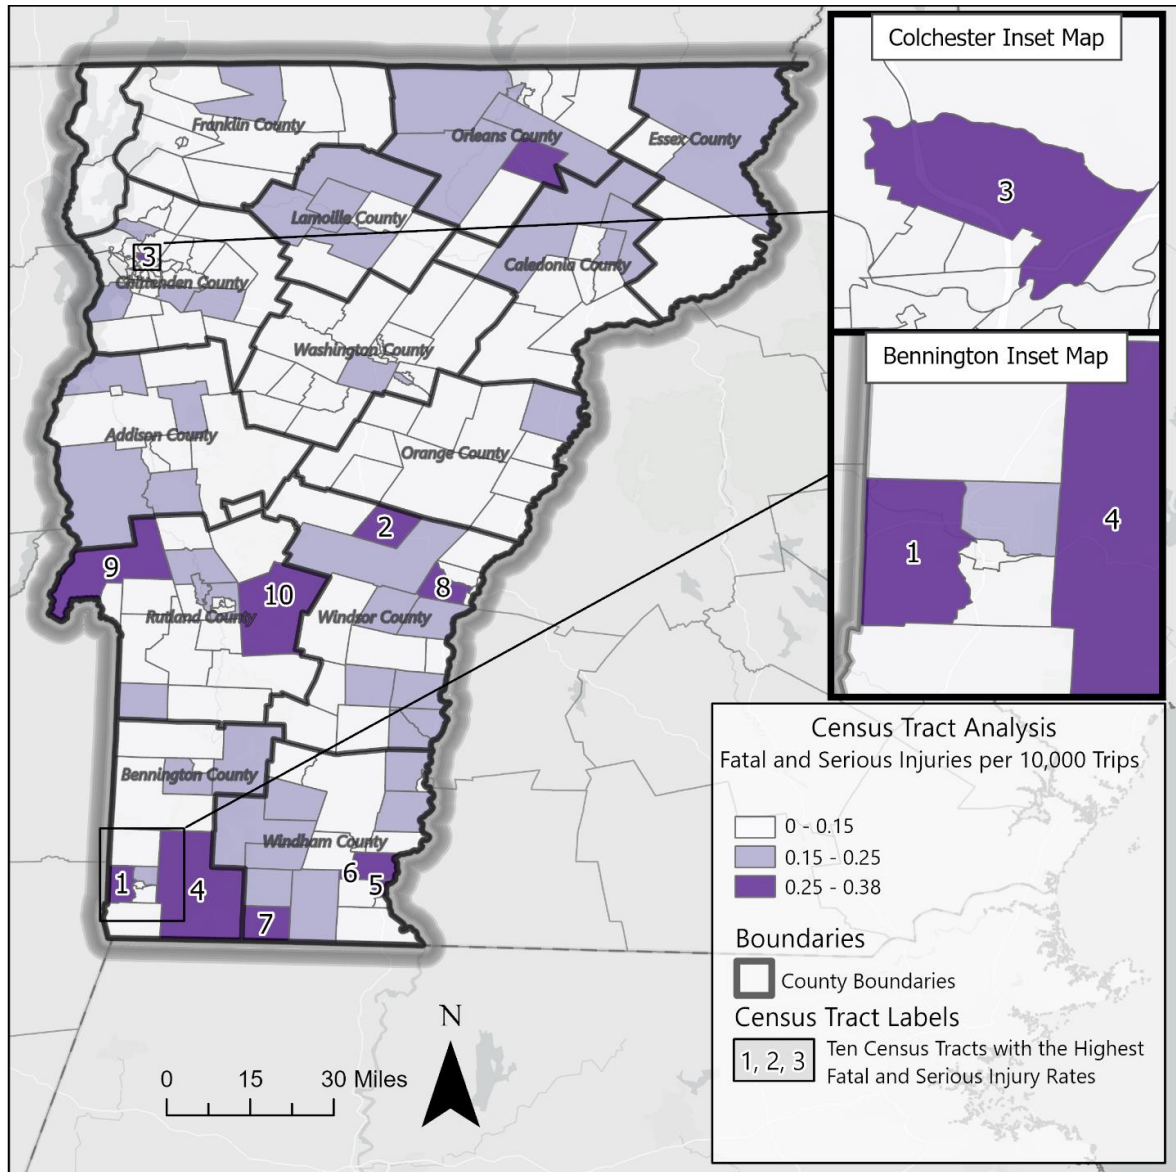 Colchester Inset Map
3
Bennington Inset Map
1
4
Franklin County
Orleans County
Essex County
Lamoille County
3
Chittenden County
Caledonia County
Washington County
Addison County
Orange County
2
9
10
8
Rutland County
Windsor County
Bennington County
Windham County
1
4
6
5
7
Census Tract Analysis
Fatal and Serious Injuries per 10,000 Trips
0 - 0.15
0.15 - 0.25
0.25 - 0.38
Boundaries
County Boundaries
Census Tract Labels
1, 2, 3
Ten Census Tracts with the Highest
Fatal and Serious Injury Rates
N
0 15 30 Miles